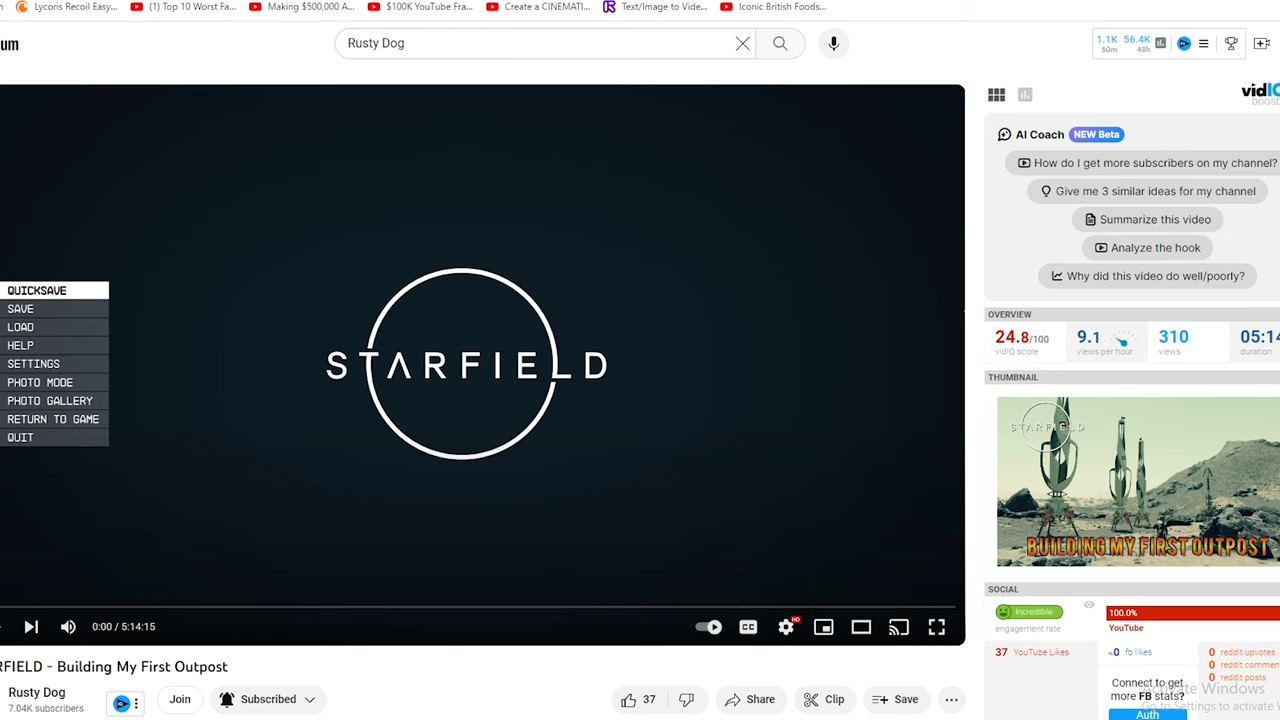 Lycoris Recoil Easy...
(1) Top 10 Worst Fa...
Making $500,000 A...
$100K YouTube Fra...
Create a CINEMATI...
Text/Image to Vide...
Iconic British Foods...
um
Rusty Dog
1.1K 56.4K
60m 48h
vidIQ
boost
AI Coach NEW Beta
How do I get more subscribers on my channel?
Give me 3 similar ideas for my channel
Summarize this video
Analyze the hook
Why did this video do well/poorly?
QUICKSAVE
SAVE
LOAD
HELP
SETTINGS
PHOTO MODE
PHOTO GALLERY
RETURN TO GAME
QUIT
STARFIELD
OVERVIEW
24.8/100
vidIQ score
9.1
views per hour
310
views
05:14
duration
THUMBNAIL
STARFIELD
BUILDING MY FIRST OUTPOST
SOCIAL
Incredible
engagement rate
100.0%
YouTube
37 YouTube Likes
≈0 fb likes
0 reddit upvotes
0 reddit commen
0 reddit posts
Connect to get
more FB stats?
Auth
Activate Windows
Go to Settings to activate
0:00 / 5:14:15
CC
HD
RFIELD - Building My First Outpost
Rusty Dog
7.04K subscribers
Join
Subscribed
37
Share
Clip
Save